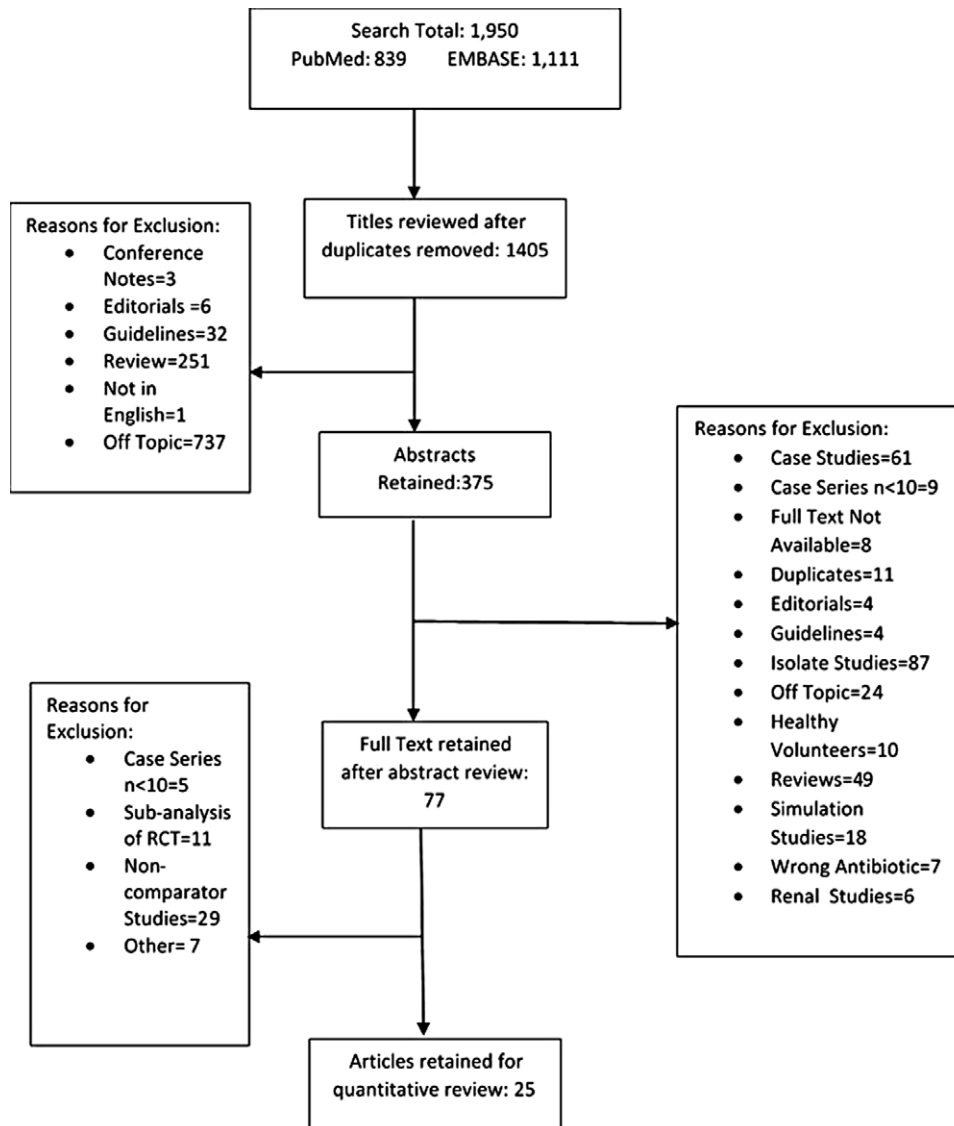 Search Total: 1,950
PubMed: 839 EMBASE: 1,111
Titles reviewed after
duplicates removed: 1405
Reasons for Exclusion:
• Conference
Notes=3
• Editorials =6
• Guidelines=32
• Review=251
• Not in
English=1
• Off Topic=737
Abstracts
Retained:375
Reasons for Exclusion:
• Case Studies=61
• Case Series n<10=9
• Full Text Not
Available=8
• Duplicates=11
• Editorials=4
• Guidelines=4
• Isolate Studies=87
• Off Topic=24
• Healthy
Volunteers=10
• Reviews=49
• Simulation
Studies=18
• Wrong Antibiotic=7
• Renal Studies=6
Full Text retained
after abstract review:
77
Reasons for
Exclusion:
• Case Series
n<10=5
• Sub-analysis
of RCT=11
• Non-
comparator
Studies=29
• Other= 7
Articles retained for
quantitative review: 25